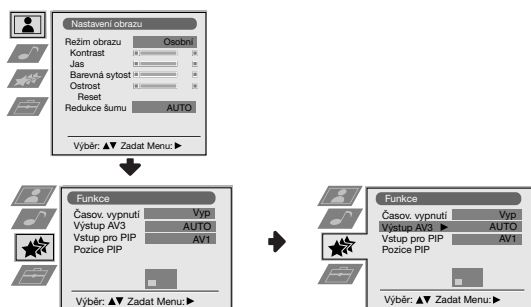 Nastavení obrazu
Režim obrazu Osobní
Kontrast
Jas
Barevná sytost
Ostrost
Reset
Redukce šumu AUTO
Výběr: ▲▼ Zadat Menu: ►
Funkce
Časov. vypnutí Vyp
Výstup AV3 AUTO
Vstup pro PIP AV1
Pozice PIP
Výběr: ▲▼ Zadat Menu: ►
Funkce
Časov. vypnutí Vyp
Výstup AV3 ► AUTO
Vstup pro PIP AV1
Pozice PIP
Výběr: ▲▼ Zadat Menu: ►